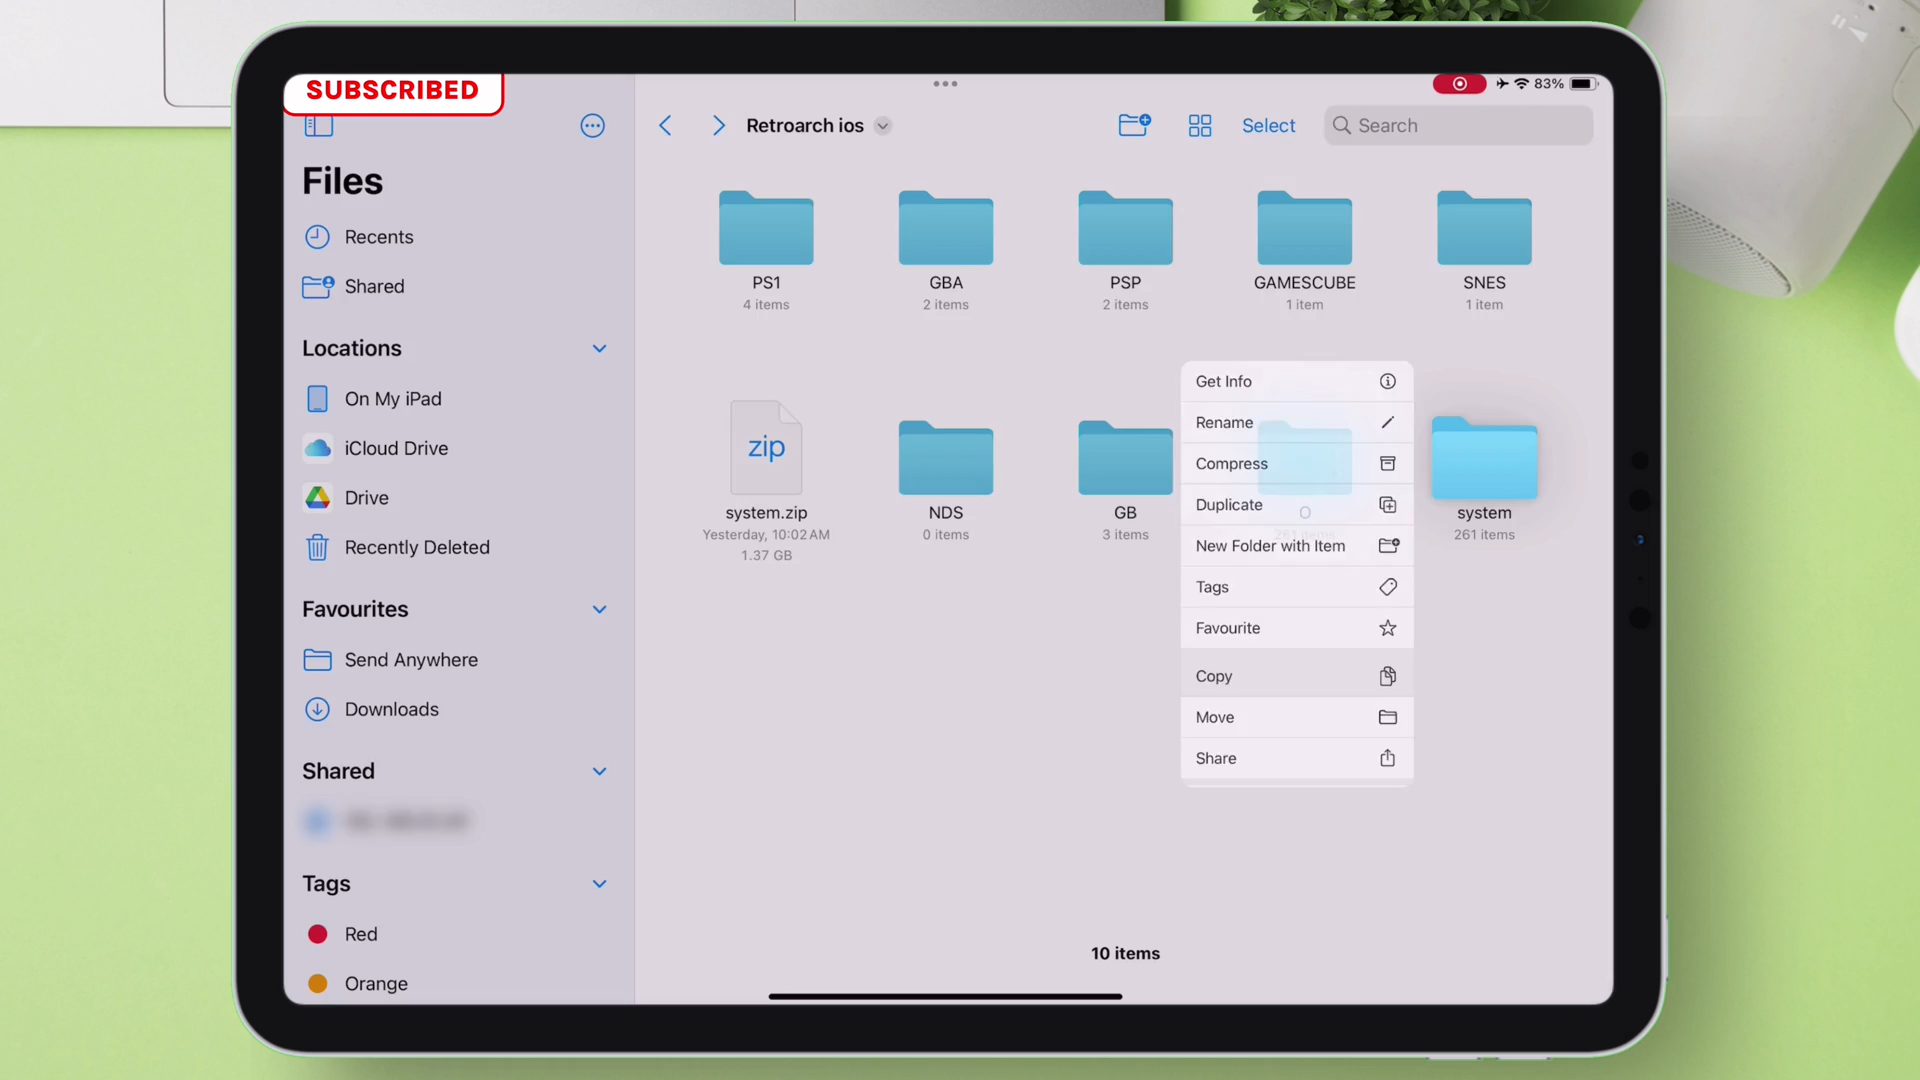 SUBSCRIBED
83%
Retroarch ios
Select
Search
Files
Recents
Shared
Locations
On My iPad
iCloud Drive
Drive
Recently Deleted
Favourites
Send Anywhere
Downloads
Shared
Tags
Red
Orange
PS1
4 items
GBA
2 items
PSP
2 items
GAMESCUBE
1 item
SNES
1 item
zip
system.zip
Yesterday, 10:02 AM
1.37 GB
NDS
0 items
GB
3 items
O
261 items
system
261 items
Get Info
Rename
Compress
Duplicate
New Folder with Item
Tags
Favourite
Copy
Move
Share
10 items